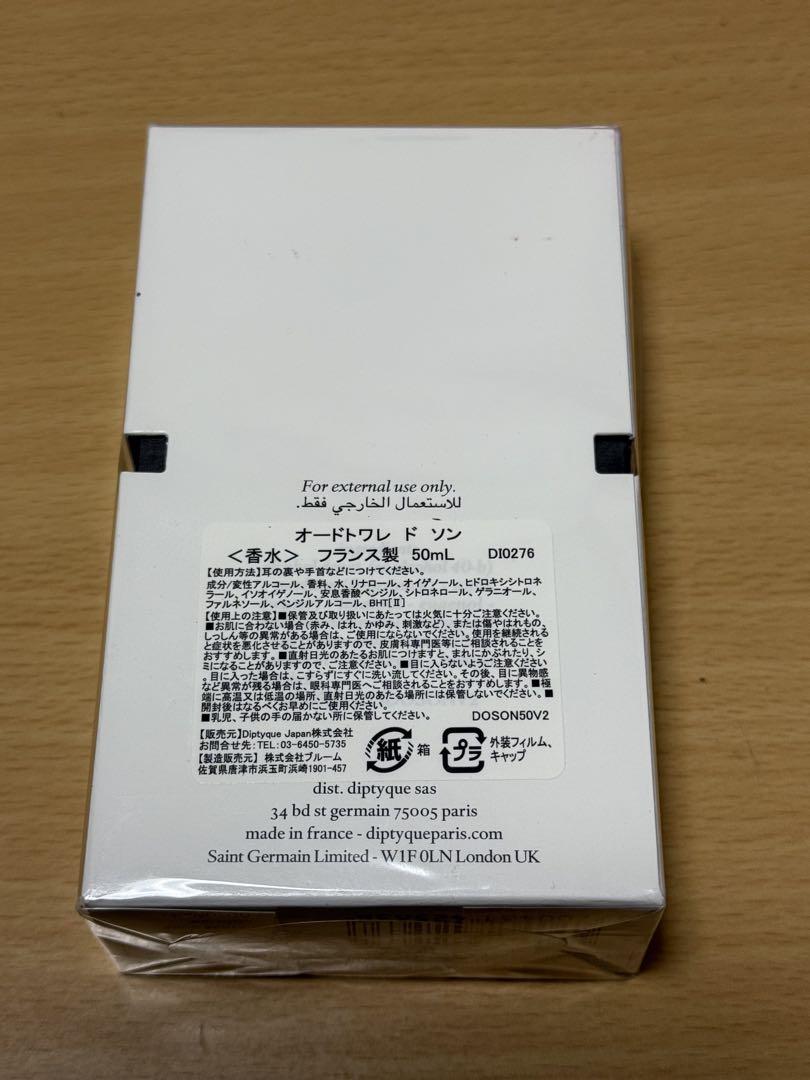 For external use only.
للاستعمال الخارجي فقط.
オードトワレ ド ソン
＜香水＞ フランス製 50mL DI0276
【使用方法】耳の裏や手首などにつけてください。
成分/変性アルコール、香料、水、リナロール、オイゲノール、ヒドロキシシトロネ
ラール、イソオイゲノール、安息香酸ベンジル、シトロネロール、ゲラニオール、
ファルネソール、ベンジルアルコール、BHT[Ⅱ]
【使用上の注意】■保管及び取り扱いにあたっては火気に十分ご注意ください。
■お肌に合わない場合(赤み、はれ、かゆみ、刺激など)、または傷やはれもの、
しっしん等の異常がある場合は、ご使用にならないでください。使用を継続される
と症状を悪化させることがありますので、皮膚科専門医等にご相談されることを
おすすめします。■直射日光のあたるお肌につけますと、まれにかぶれたり、シ
ミになることがありますので、ご注意ください。■目に入らないようご注意ください
。目に入った場合は、こすらずにすぐに洗い流してください。その後、目に異物感
など異常が残る場合は、眼科専門医へご相談されることをおすすめします。■極
端に高温又は低温の場所、直射日光のあたる場所には保管しないでください。■
開封後はなるべくお早めにご使用ください。
■乳児、子供の手の届かない所に保管してください。 DOSON50V2
【販売元】Diptyque Japan株式会社
お問合せ先：TEL:03-6450-5735
【製造販売元】 株式会社ブルーム
佐賀県唐津市浜玉町浜崎1901-457
紙 箱
プラ 外装フィルム、
キャップ
dist. diptyque sas
34 bd st germain 75005 paris
made in france - diptyqueparis.com
Saint Germain Limited - W1F 0LN London UK